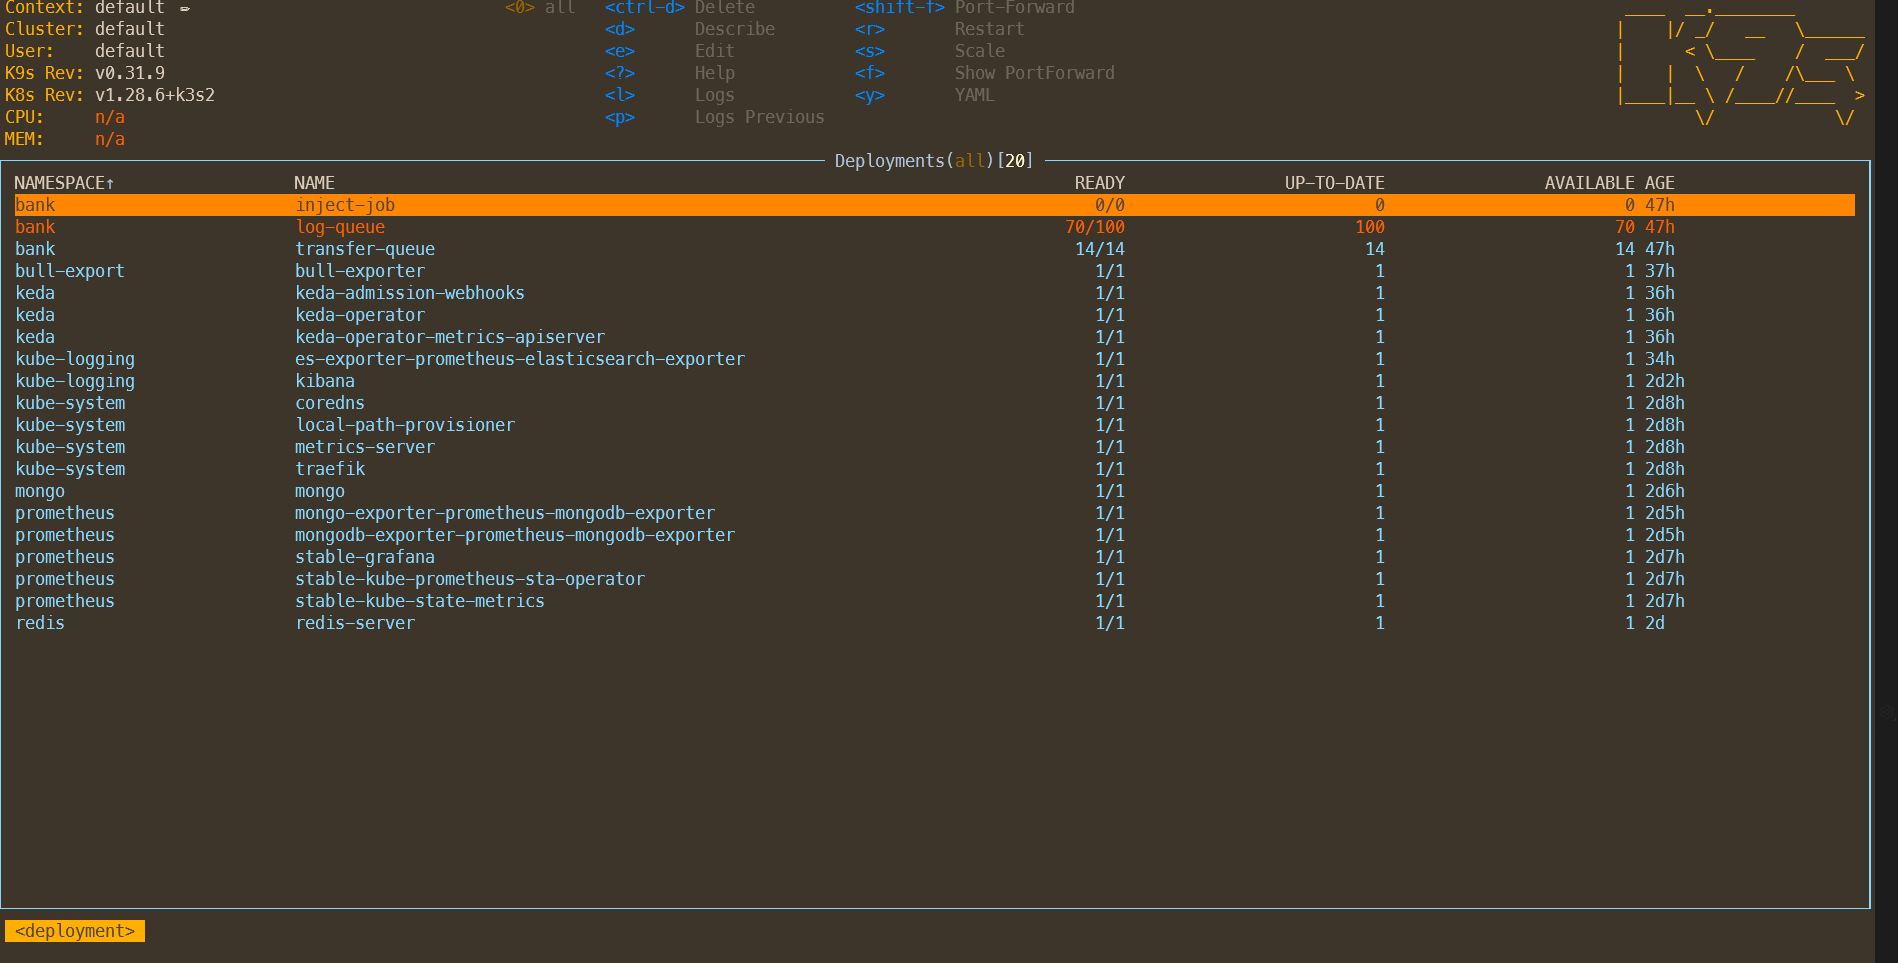 Context: default ✏ <0> all <ctrl-d> Delete <shift-f> Port-Forward
Cluster: default <d> Describe <r> Restart
User: default <e> Edit <s> Scale
K9s Rev: v0.31.9 <?> Help <f> Show PortForward
K8s Rev: v1.28.6+k3s2 <l> Logs <y> YAML
CPU: n/a <p> Logs Previous
MEM: n/a
Deployments(all)[20]
NAMESPACE↑ NAME READY UP-TO-DATE AVAILABLE AGE
bank inject-job 0/0 0 0 47h
bank log-queue 70/100 100 70 47h
bank transfer-queue 14/14 14 14 47h
bull-export bull-exporter 1/1 1 1 37h
keda keda-admission-webhooks 1/1 1 1 36h
keda keda-operator 1/1 1 1 36h
keda keda-operator-metrics-apiserver 1/1 1 1 36h
kube-logging es-exporter-prometheus-elasticsearch-exporter 1/1 1 1 34h
kube-logging kibana 1/1 1 1 2d2h
kube-system coredns 1/1 1 1 2d8h
kube-system local-path-provisioner 1/1 1 1 2d8h
kube-system metrics-server 1/1 1 1 2d8h
kube-system traefik 1/1 1 1 2d8h
mongo mongo 1/1 1 1 2d6h
prometheus mongo-exporter-prometheus-mongodb-exporter 1/1 1 1 2d5h
prometheus mongodb-exporter-prometheus-mongodb-exporter 1/1 1 1 2d5h
prometheus stable-grafana 1/1 1 1 2d7h
prometheus stable-kube-prometheus-sta-operator 1/1 1 1 2d7h
prometheus stable-kube-state-metrics 1/1 1 1 2d7h
redis redis-server 1/1 1 1 2d
<deployment>